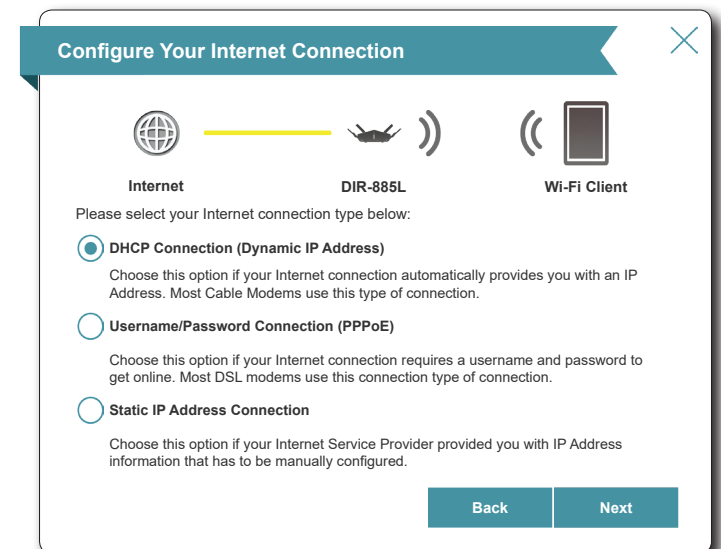 Configure Your Internet Connection
Internet
DIR-885L
Wi-Fi Client
Please select your Internet connection type below:
DHCP Connection (Dynamic IP Address)
Choose this option if your Internet connection automatically provides you with an IP
Address. Most Cable Modems use this type of connection.
Username/Password Connection (PPPoE)
Choose this option if your Internet connection requires a username and password to
get online. Most DSL modems use this connection type of connection.
Static IP Address Connection
Choose this option if your Internet Service Provider provided you with IP Address
information that has to be manually configured.
Back
Next